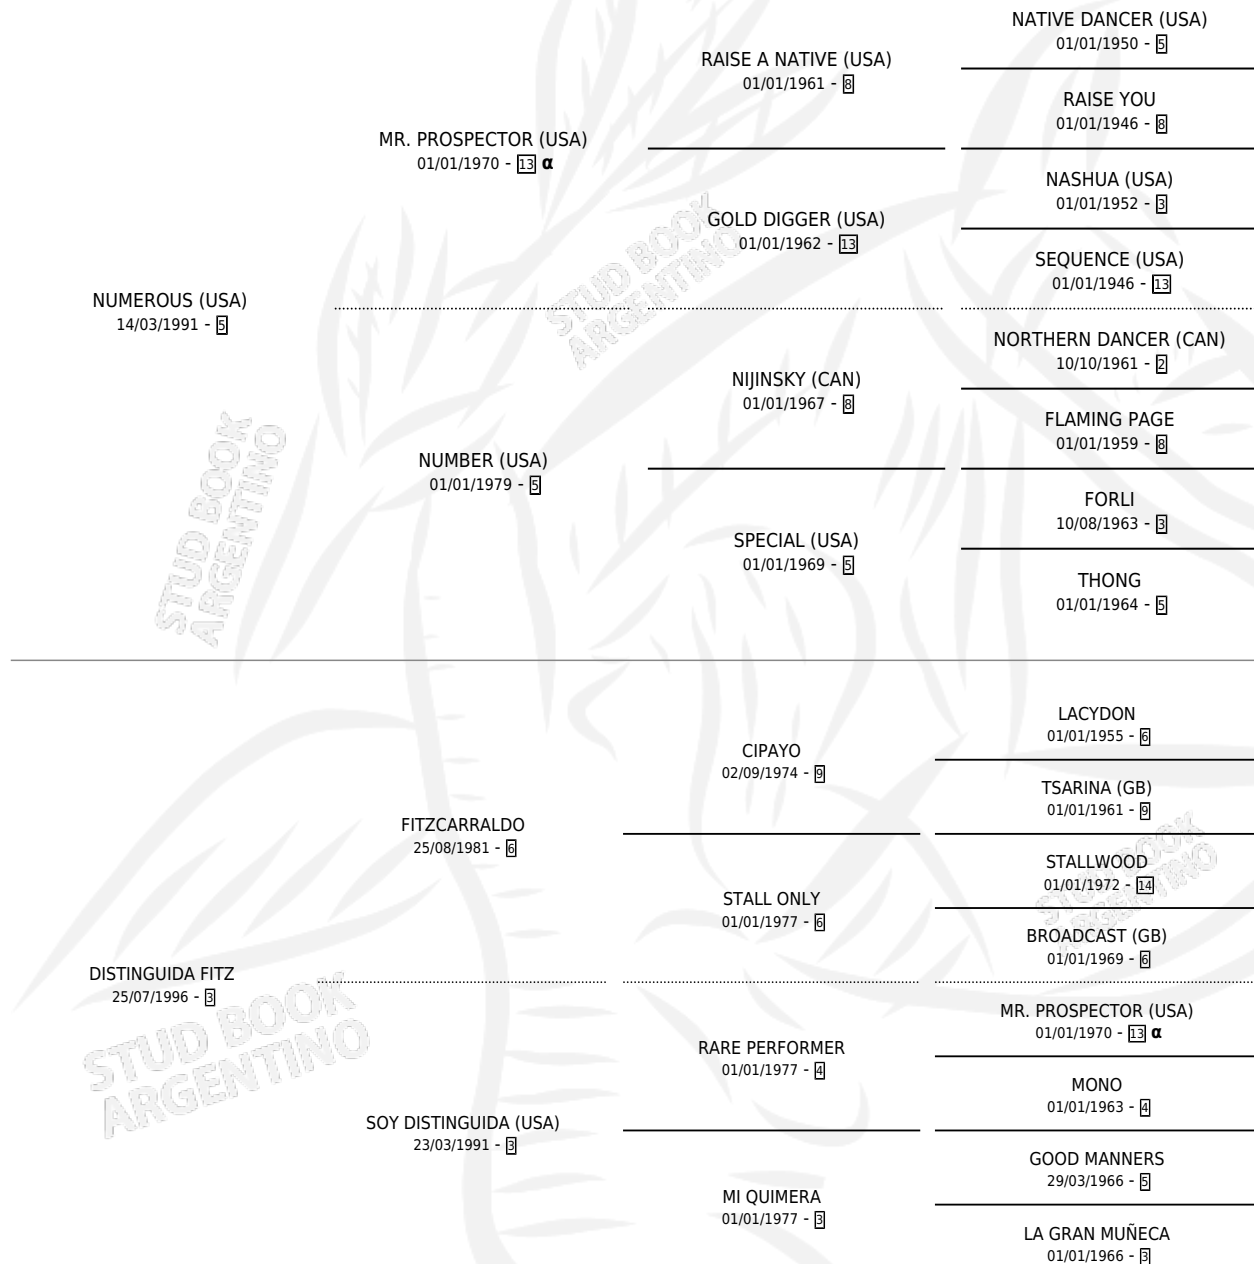 NATIVE DANCER (USA)
01/01/1950 - 5
RAISE A NATIVE (USA)
01/01/1961 - 8
RAISE YOU
01/01/1946 - 8
MR. PROSPECTOR (USA)
01/01/1970 - 13 α
NASHUA (USA)
01/01/1952 - 3
GOLD DIGGER (USA)
01/01/1962 - 13
SEQUENCE (USA)
01/01/1946 - 13
STUD BOOK
ARGENTINO
NUMEROUS (USA)
14/03/1991 - 5
NORTHERN DANCER (CAN)
10/10/1961 - 2
NIJINSKY (CAN)
01/01/1967 - 8
FLAMING PAGE
01/01/1959 - 8
NUMBER (USA)
01/01/1979 - 5
FORLI
10/08/1963 - 3
SPECIAL (USA)
01/01/1969 - 5
THONG
01/01/1964 - 5
STUD BOOK
ARGENTINO
LACYDON
01/01/1955 - 6
CIPAYO
02/09/1974 - 9
TSARINA (GB)
01/01/1961 - 9
FITZCARRALDO
25/08/1981 - 6
STALLWOOD
01/01/1972 - 14
STALL ONLY
01/01/1977 - 6
BROADCAST (GB)
01/01/1969 - 6
STUD BOOK
ARGENTINO
DISTINGUIDA FITZ
25/07/1996 - 3
MR. PROSPECTOR (USA)
01/01/1970 - 13 α
RARE PERFORMER
01/01/1977 - 4
MONO
01/01/1963 - 4
STUD BOOK
ARGENTINO
SOY DISTINGUIDA (USA)
23/03/1991 - 3
GOOD MANNERS
29/03/1966 - 5
MI QUIMERA
01/01/1977 - 3
LA GRAN MUÑECA
01/01/1966 - 3